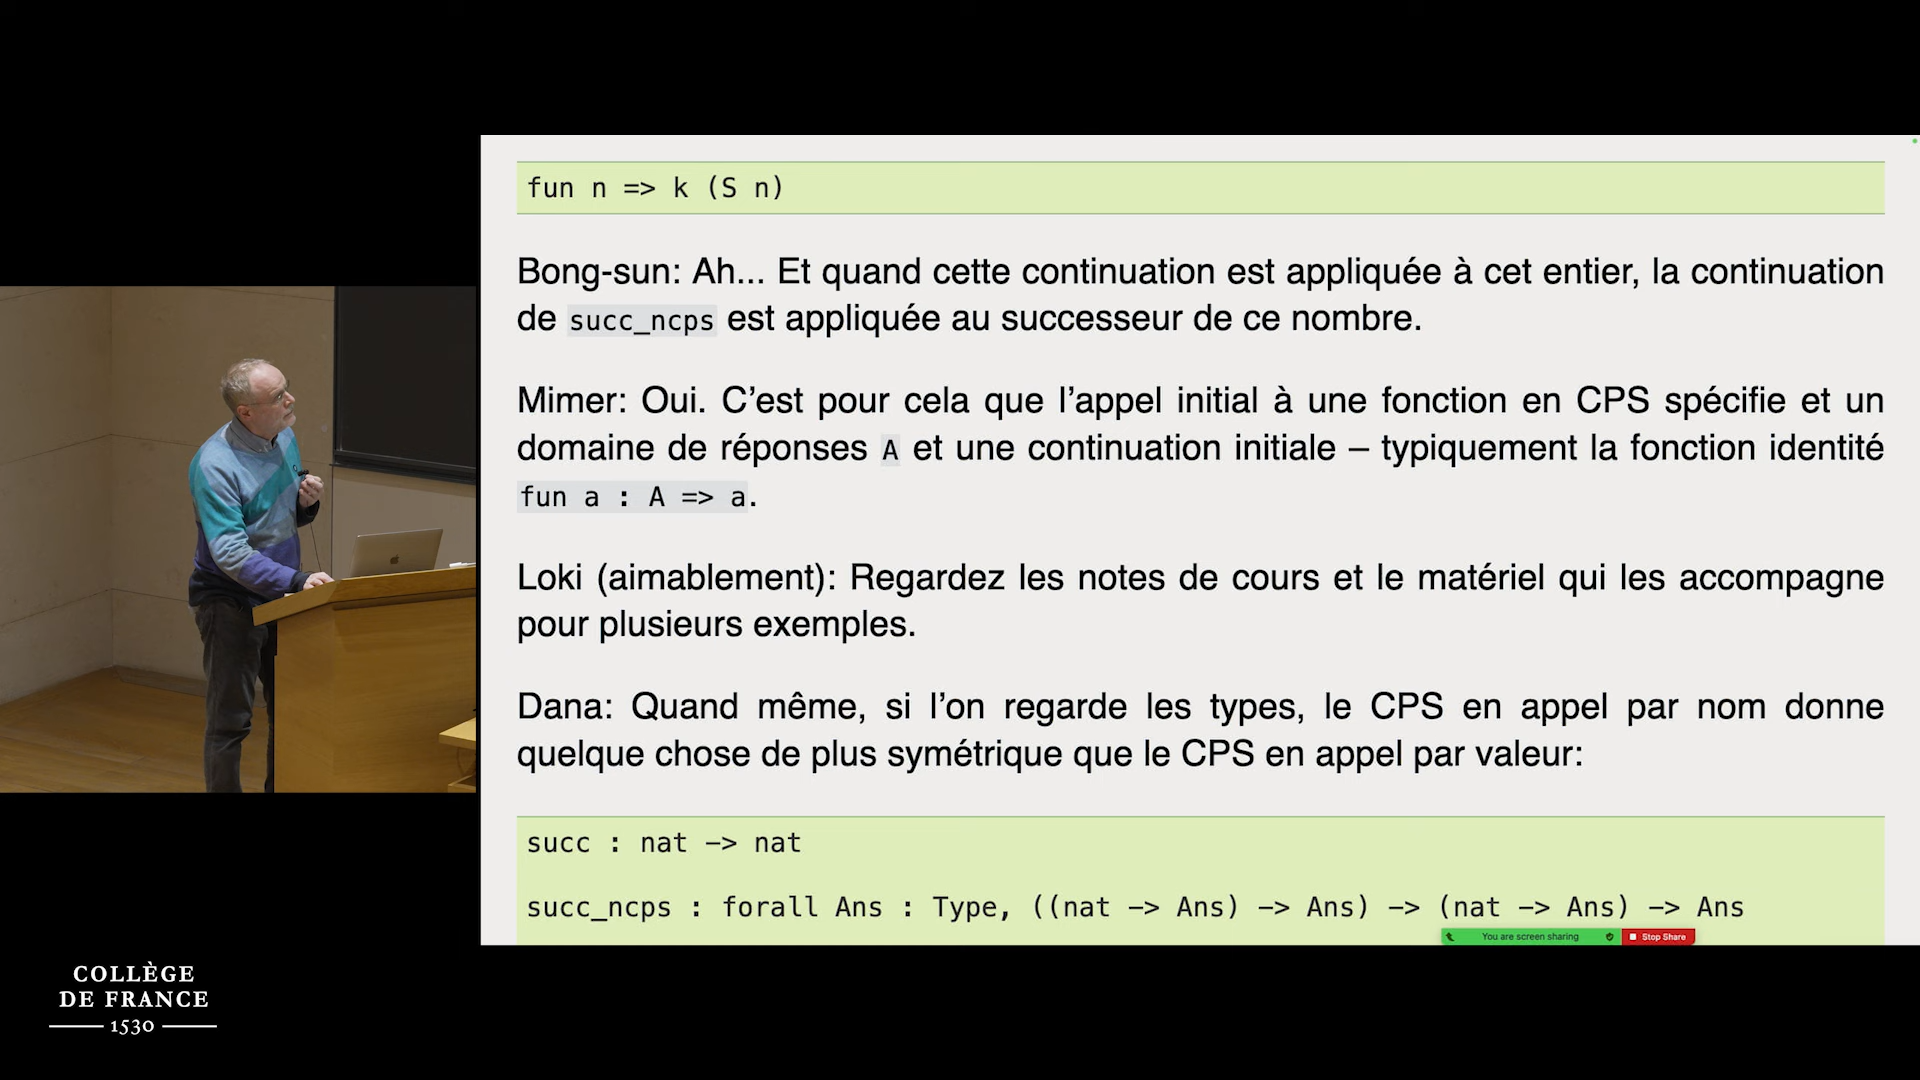 fun n => k (S n)
Bong-sun: Ah... Et quand cette continuation est appliquée à cet entier, la continuation
de succ_ncps est appliquée au successeur de ce nombre.
Mimer: Oui. C’est pour cela que l’appel initial à une fonction en CPS spécifie et un
domaine de réponses A et une continuation initiale – typiquement la fonction identité
fun a : A => a.
Loki (aimablement): Regardez les notes de cours et le matériel qui les accompagne
pour plusieurs exemples.
Dana: Quand même, si l’on regarde les types, le CPS en appel par nom donne
quelque chose de plus symétrique que le CPS en appel par valeur:
succ : nat -> nat
succ_ncps : forall Ans : Type, ((nat -> Ans) -> Ans) -> (nat -> Ans) -> Ans
You are screen sharing Stop Share
COLLÈGE
DE FRANCE
1530